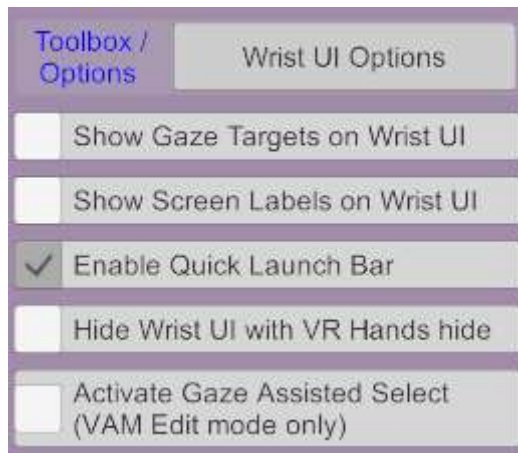 Toolbox /
Options
Wrist UI Options
Show Gaze Targets on Wrist UI
Show Screen Labels on Wrist UI
Enable Quick Launch Bar
Hide Wrist UI with VR Hands hide
Activate Gaze Assisted Select
(VAM Edit mode only)